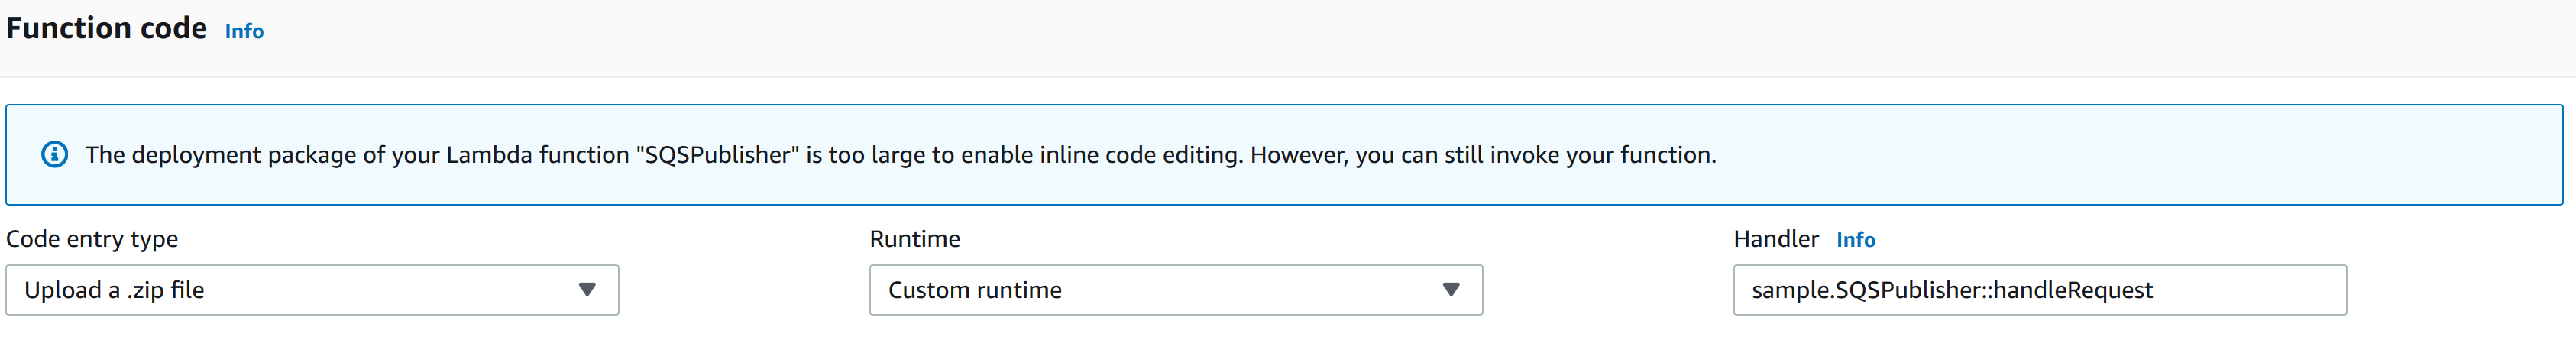 Function code Info
The deployment package of your Lambda function "SQSPublisher" is too large to enable inline code editing. However, you can still invoke your function.
Code entry type
Runtime
Handler Info
Upload a .zip file
Custom runtime
sample.SQSPublisher::handleRequest